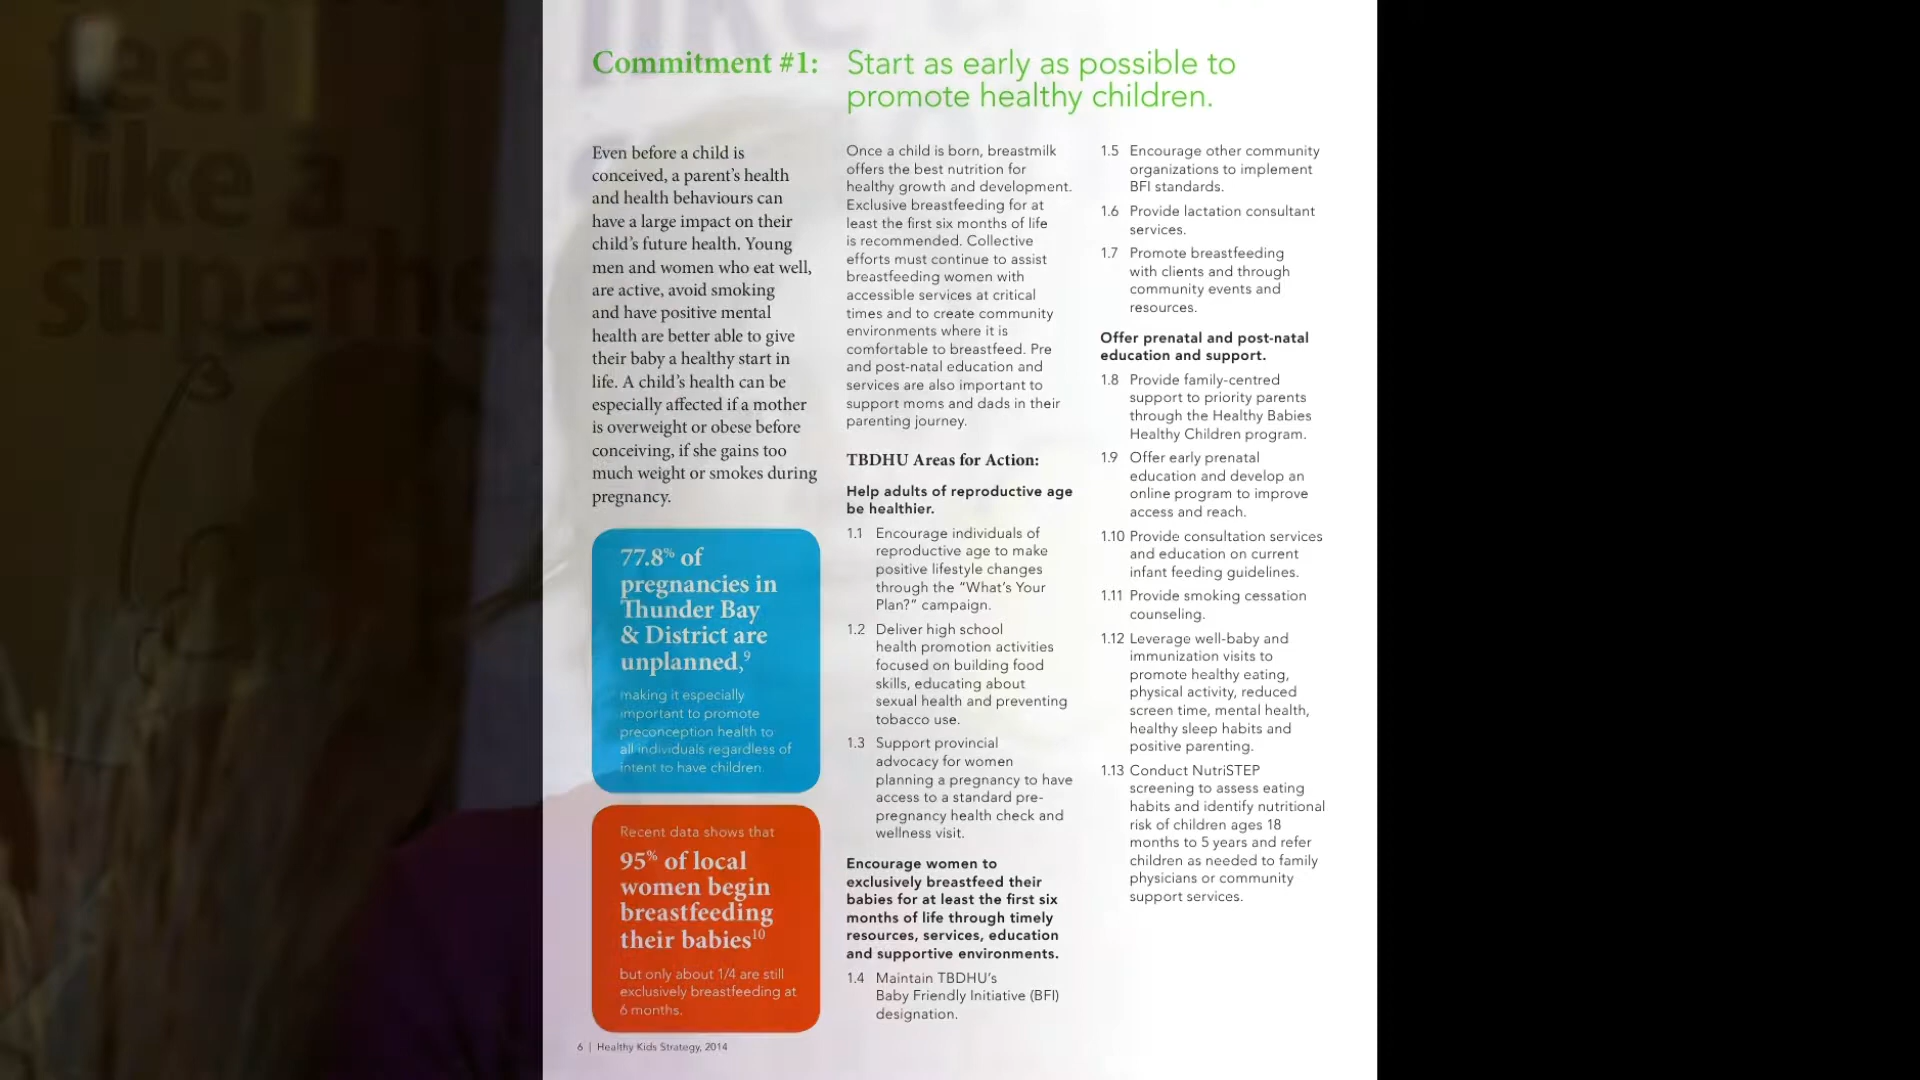 feel
like a
superhe
Commitment #1:
Start as early as possible to
promote healthy children.
Even before a child is
conceived, a parent's health
and health behaviours can
have a large impact on their
child's future health. Young
men and women who eat well,
are active, avoid smoking
and have positive mental
health are better able to give
their baby a healthy start in
life. A child's health can be
especially affected if a mother
is overweight or obese before
conceiving, if she gains too
much weight or smokes during
pregnancy.
77.8% of
pregnancies in
Thunder Bay
& District are
unplanned,9
making it especially
important to promote
preconception health to
all individuals regardless of
intent to have children.
Recent data shows that
95% of local
women begin
breastfeeding
their babies10
but only about 1/4 are still
exclusively breastfeeding at
6 months.
Once a child is born, breastmilk
offers the best nutrition for
healthy growth and development.
Exclusive breastfeeding for at
least the first six months of life
is recommended. Collective
efforts must continue to assist
breastfeeding women with
accessible services at critical
times and to create community
environments where it is
comfortable to breastfeed. Pre
and post-natal education and
services are also important to
support moms and dads in their
parenting journey.
TBDHU Areas for Action:
Help adults of reproductive age
be healthier.
1.1 Encourage individuals of
reproductive age to make
positive lifestyle changes
through the "What's Your
Plan?" campaign.
1.2 Deliver high school
health promotion activities
focused on building food
skills, educating about
sexual health and preventing
tobacco use.
1.3 Support provincial
advocacy for women
planning a pregnancy to have
access to a standard pre-
pregnancy health check and
wellness visit.
Encourage women to
exclusively breastfeed their
babies for at least the first six
months of life through timely
resources, services, education
and supportive environments.
1.4 Maintain TBDHU's
Baby Friendly Initiative (BFI)
designation.
1.5 Encourage other community
organizations to implement
BFI standards.
1.6 Provide lactation consultant
services.
1.7 Promote breastfeeding
with clients and through
community events and
resources.
Offer prenatal and post-natal
education and support.
1.8 Provide family-centred
support to priority parents
through the Healthy Babies
Healthy Children program.
1.9 Offer early prenatal
education and develop an
online program to improve
access and reach.
1.10 Provide consultation services
and education on current
infant feeding guidelines.
1.11 Provide smoking cessation
counseling.
1.12 Leverage well-baby and
immunization visits to
promote healthy eating,
physical activity, reduced
screen time, mental health,
healthy sleep habits and
positive parenting.
1.13 Conduct NutriSTEP
screening to assess eating
habits and identify nutritional
risk of children ages 18
months to 5 years and refer
children as needed to family
physicians or community
support services.
6 | Healthy Kids Strategy, 2014